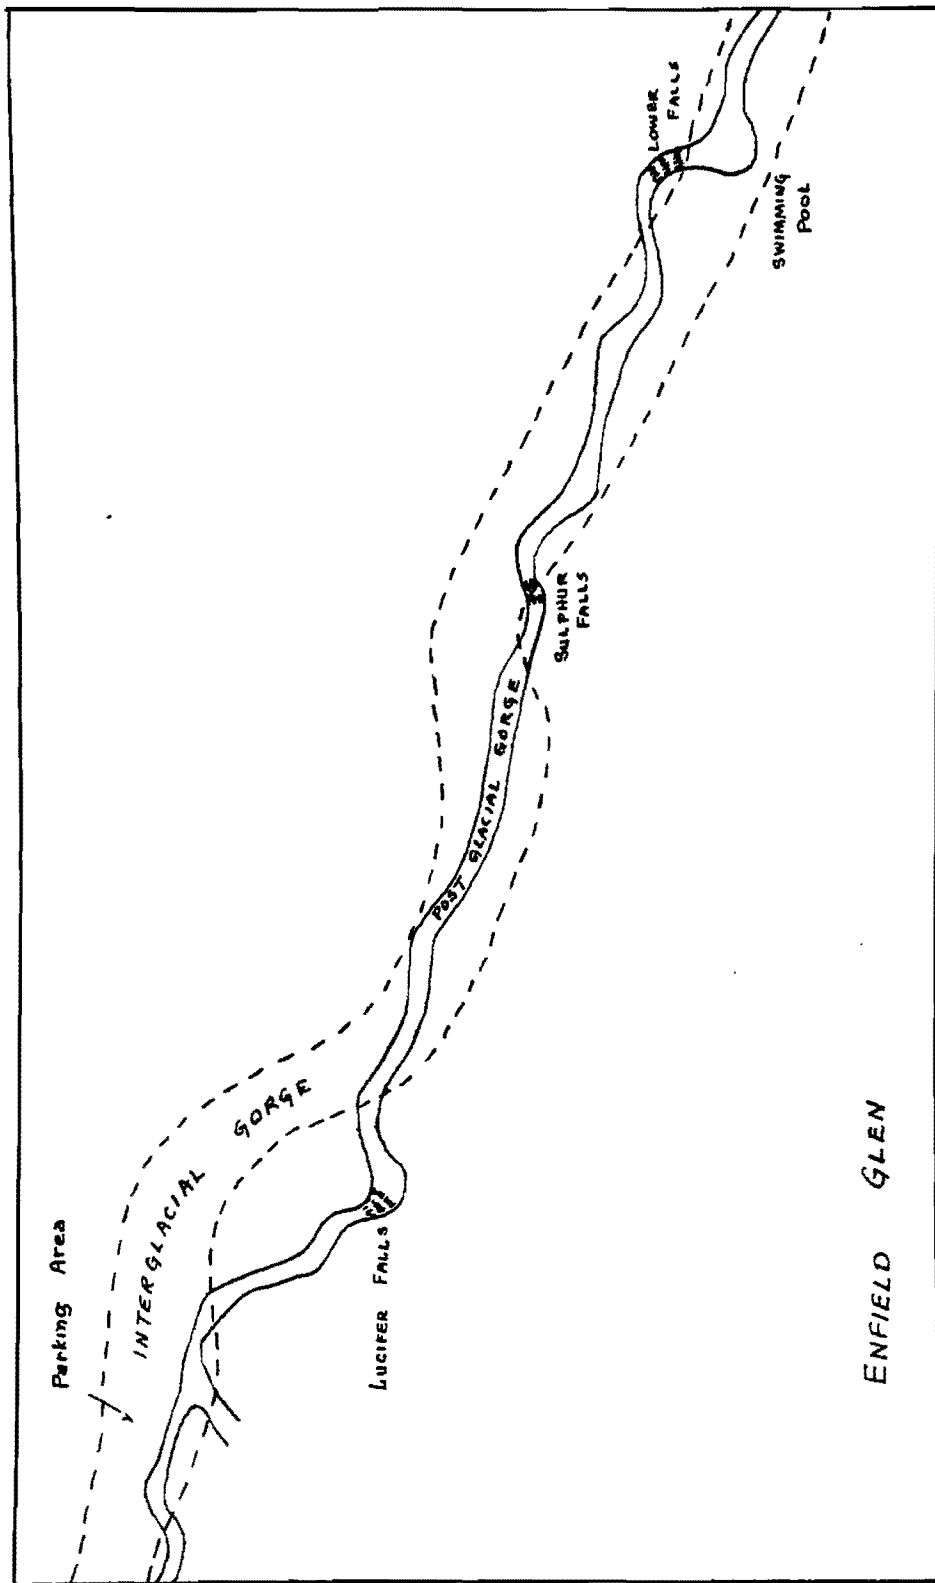 Parking Area
INTERGLACIAL GORGE
LUCIFER FALLS
POST GLACIAL GORGE
SULPHUR
FALLS
LOWER
FALLS
SWIMMING
POOL
ENFIELD GLEN